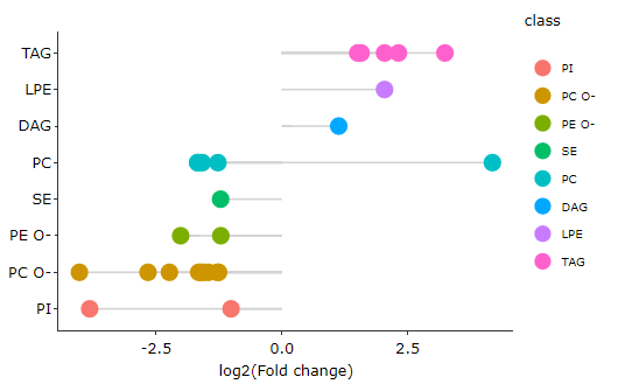 class
TAG
LPE
DAG
PC
SE
PE O-
PC O-
PI
-2.5 0.0 2.5
log2(Fold change)
PI
PC O-
PE O-
SE
PC
DAG
LPE
TAG